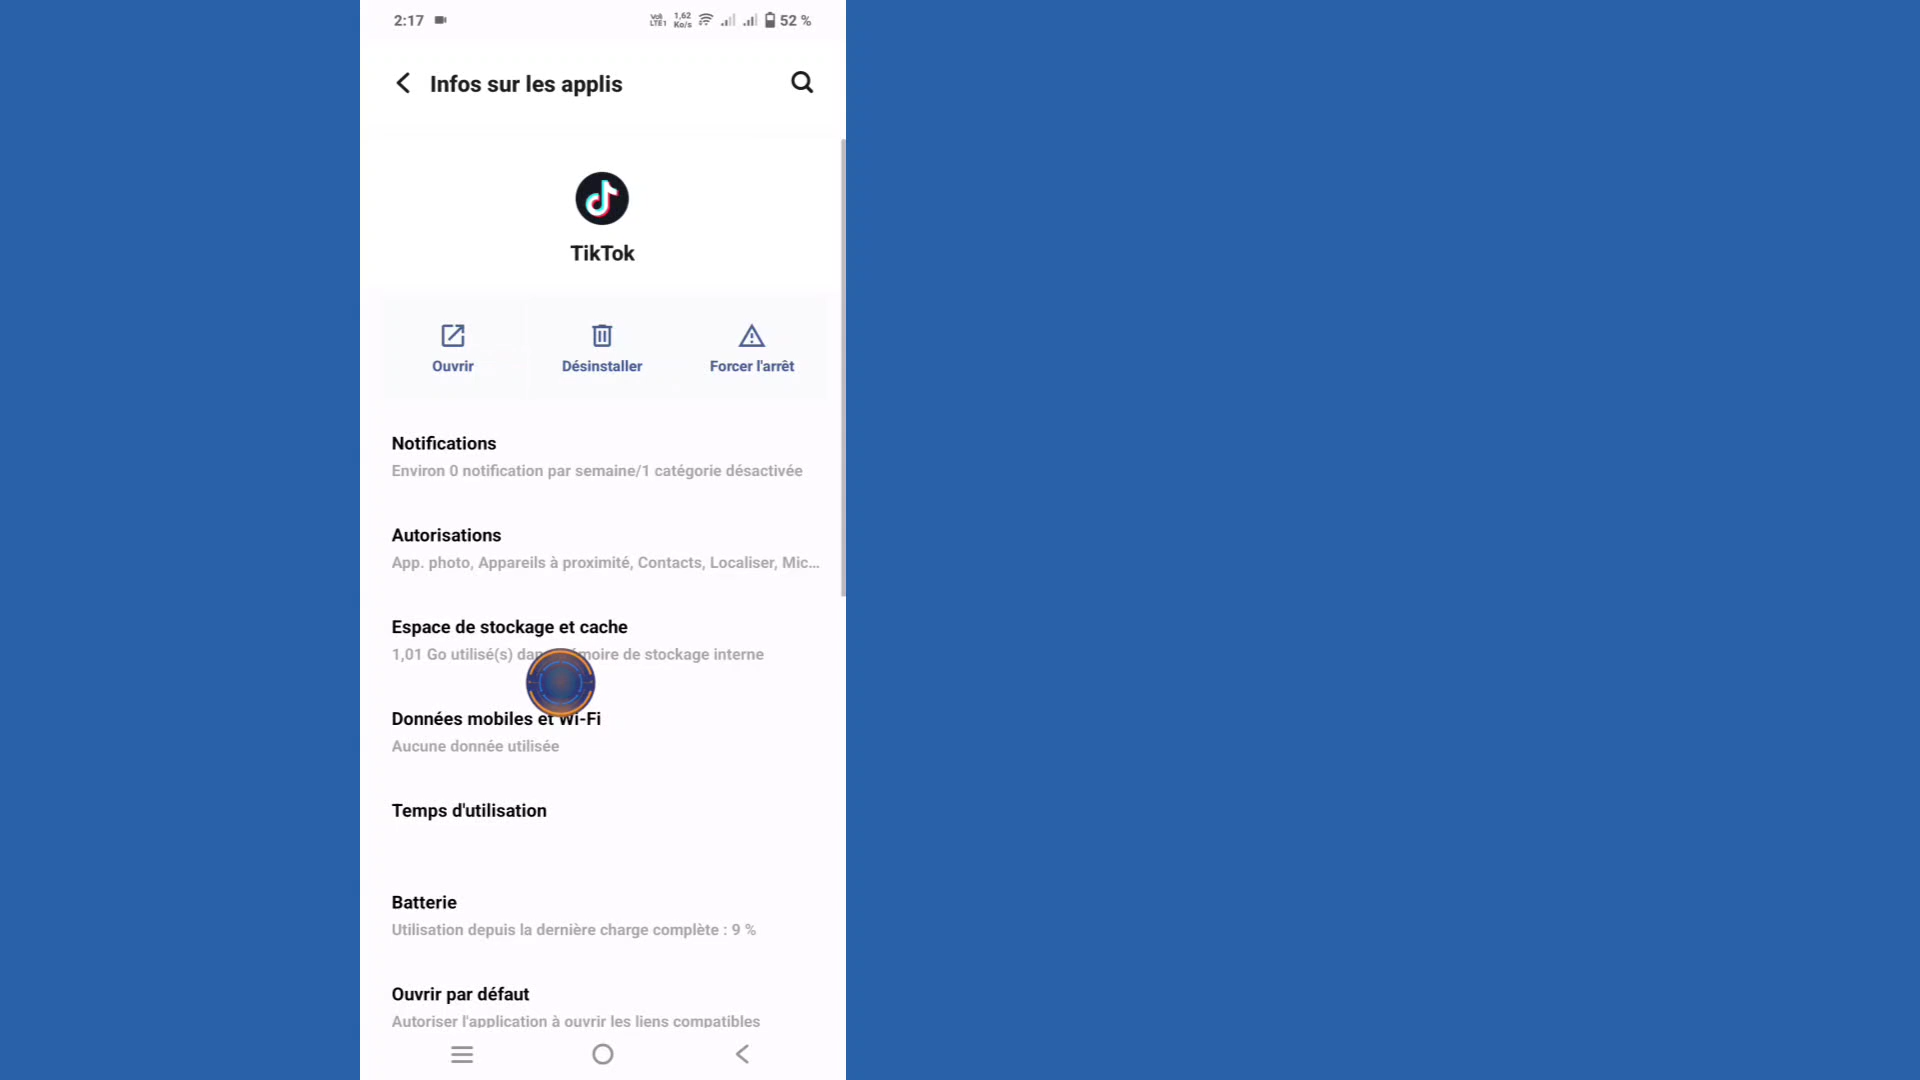 2:17 Vo) LTE1 1,62 Ko/s 52 %
Infos sur les applis
TikTok
Ouvrir Désinstaller Forcer l'arrêt
Notifications
Environ 0 notification par semaine/1 catégorie désactivée
Autorisations
App. photo, Appareils à proximité, Contacts, Localiser, Mic...
Espace de stockage et cache
1,01 Go utilisé(s) de stockage interne
Données mobiles et Wi-Fi
Aucune donnée utilisée
Temps d'utilisation
Batterie
Utilisation depuis la dernière charge complète : 9 %
Ouvrir par défaut
Autoriser l'application à ouvrir les liens compatibles